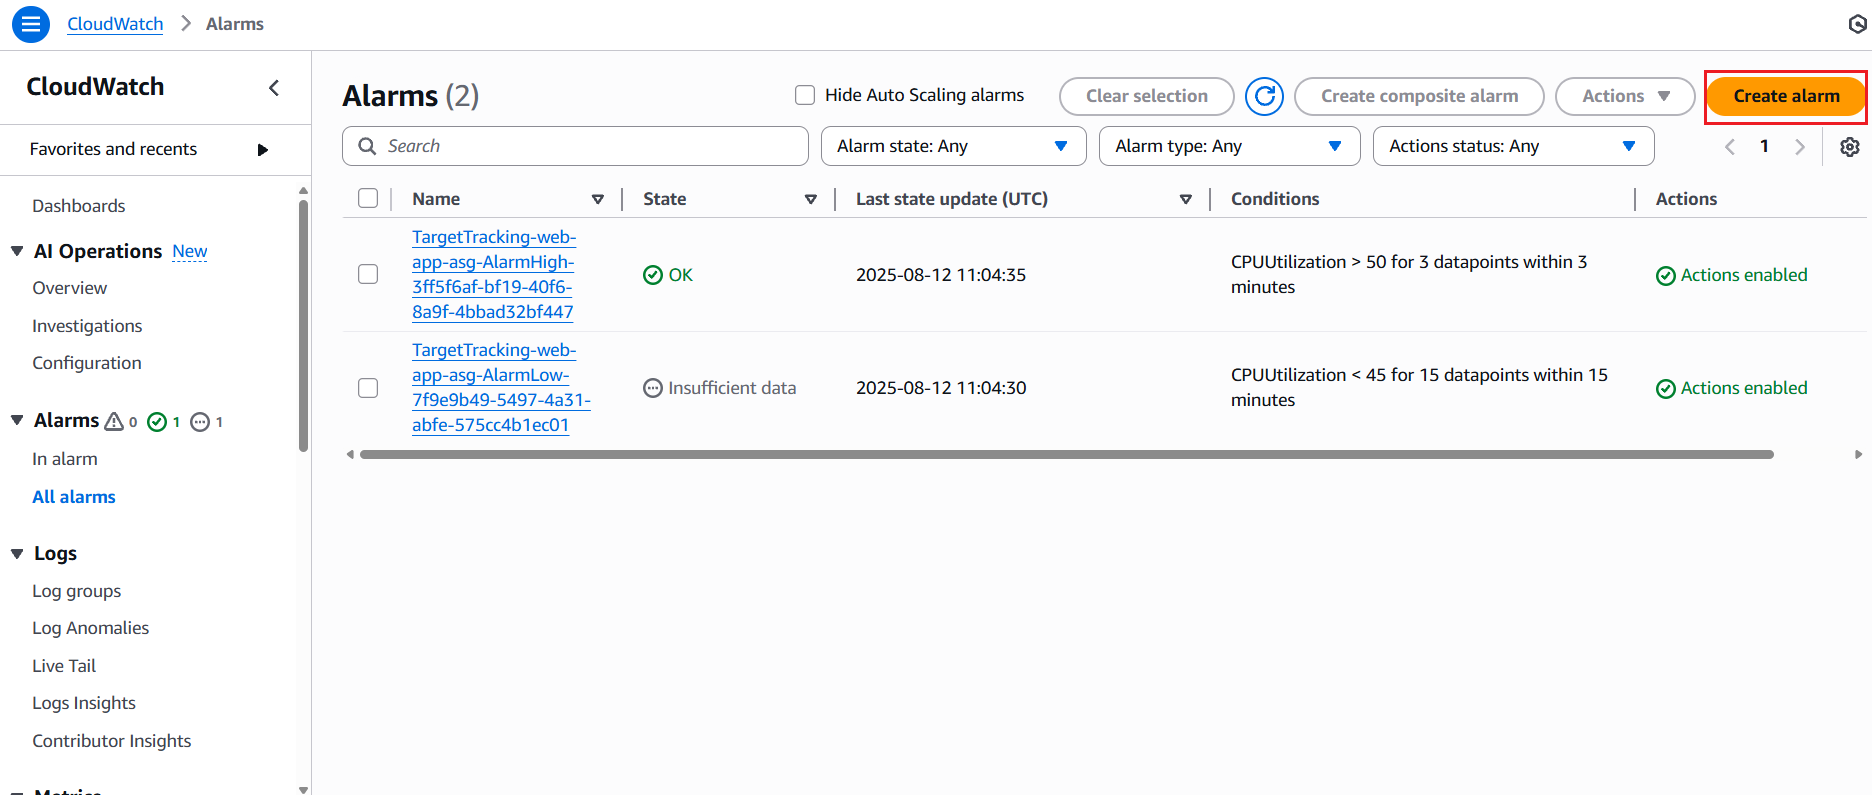 CloudWatch > Alarms
CloudWatch
Favorites and recents
Dashboards
AI Operations New
Overview
Investigations
Configuration
Alarms 0 1 1
In alarm
All alarms
Logs
Log groups
Log Anomalies
Live Tail
Logs Insights
Contributor Insights
Alarms (2)
Hide Auto Scaling alarms
Clear selection
Create composite alarm
Actions
Create alarm
Search
Alarm state: Any
Alarm type: Any
Actions status: Any
1
Name
State
Last state update (UTC)
Conditions
Actions
TargetTracking-web-
app-asg-AlarmHigh-
3ff5f6af-bf19-40f6-
8a9f-4bbad32bf447
OK
2025-08-12 11:04:35
CPUUtilization > 50 for 3 datapoints within 3
minutes
Actions enabled
TargetTracking-web-
app-asg-AlarmLow-
7f9e9b49-5497-4a31-
abfe-575cc4b1ec01
Insufficient data
2025-08-12 11:04:30
CPUUtilization < 45 for 15 datapoints within 15
minutes
Actions enabled